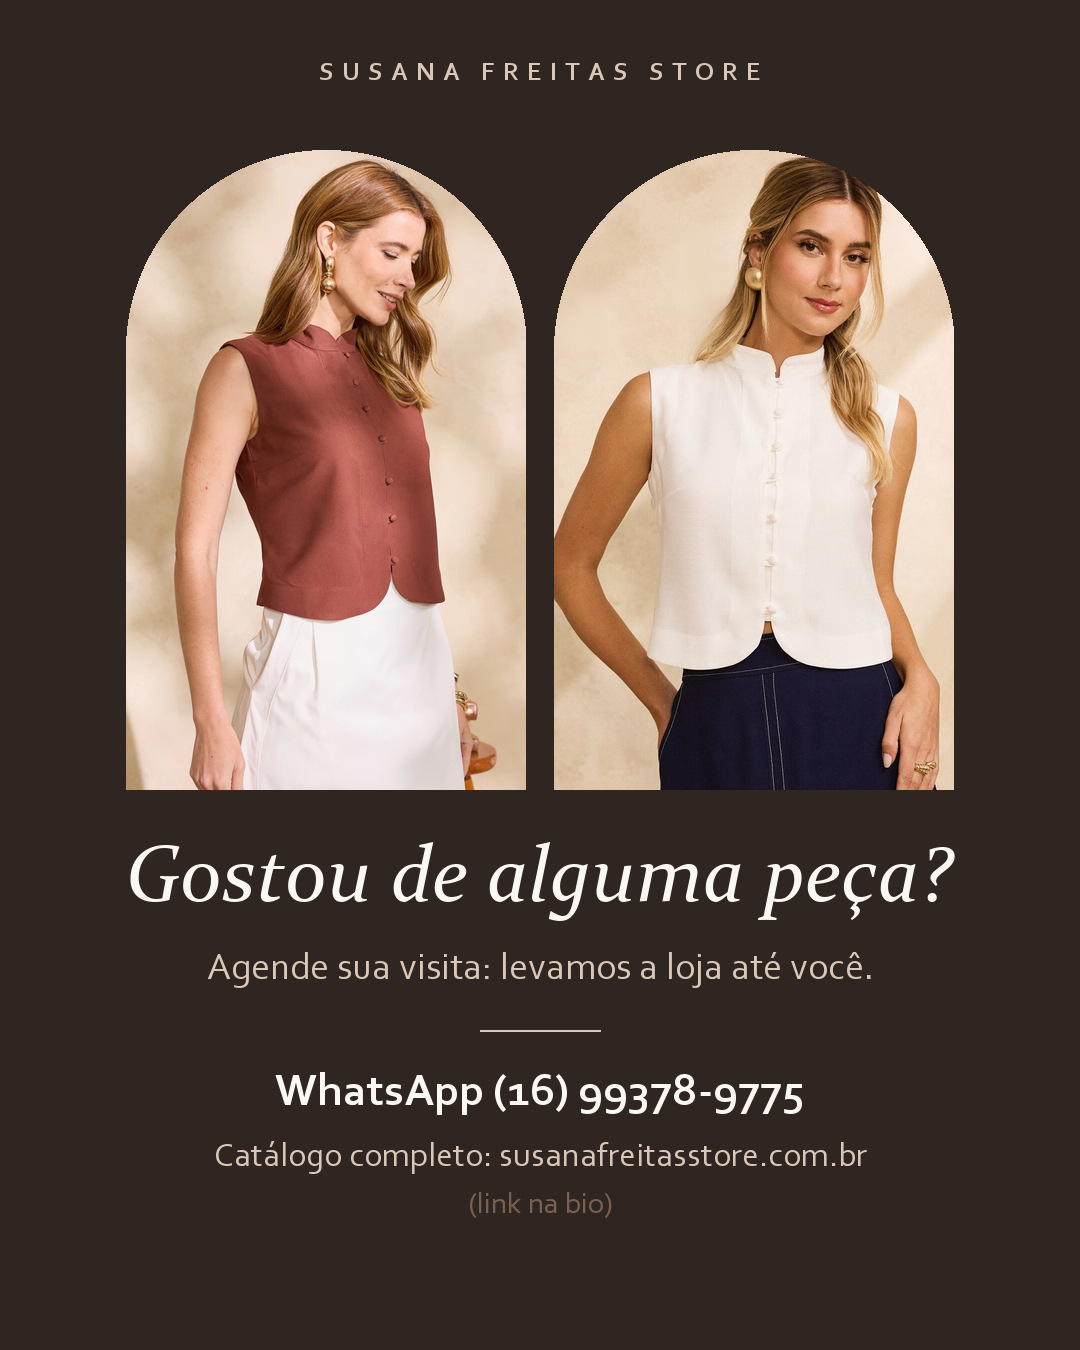 SUSANA FREITAS STORE
Gostou de alguma peça?
Agende sua visita: levamos a loja até você.
WhatsApp (16) 99378-9775
Catálogo completo: susanafreitasstore.com.br
(link na bio)